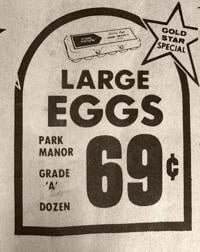 GOLD
STAR
SPECIAL
LARGE
EGGS
PARK
MANOR
GRADE
'A'
DOZEN
69¢